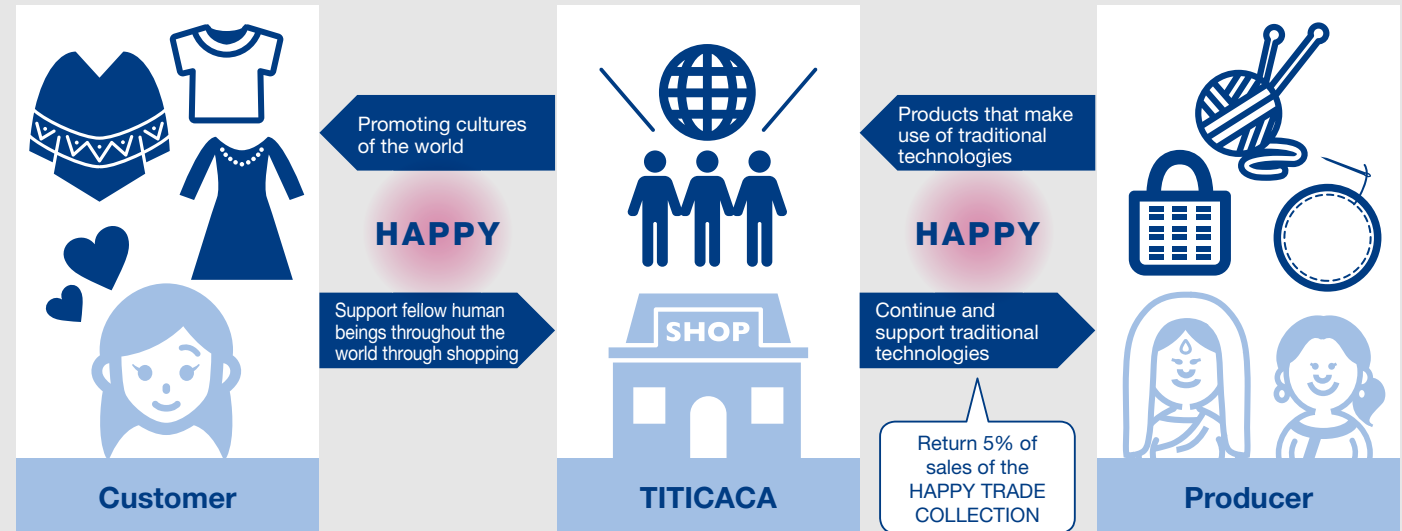 Promoting cultures
of the world
HAPPY
Support fellow human
beings throughout the
world through shopping
SHOP
Products that make
use of traditional
technologies
HAPPY
Continue and
support traditional
technologies
Return 5% of
sales of the
HAPPY TRADE
COLLECTION
Customer
TITICACA
Producer